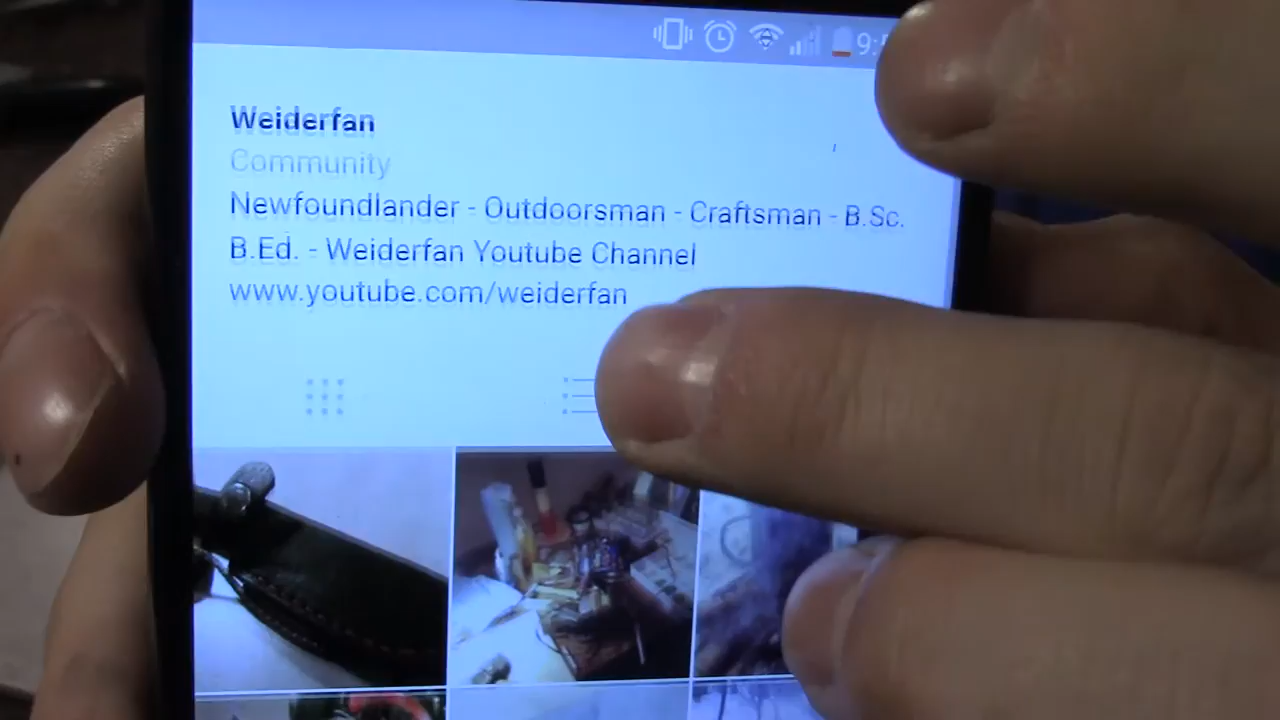 Weiderfan
Community
Newfoundlander - Outdoorsman - Craftsman - B.Sc.
B.Ed. - Weiderfan Youtube Channel
www.youtube.com/weiderfan